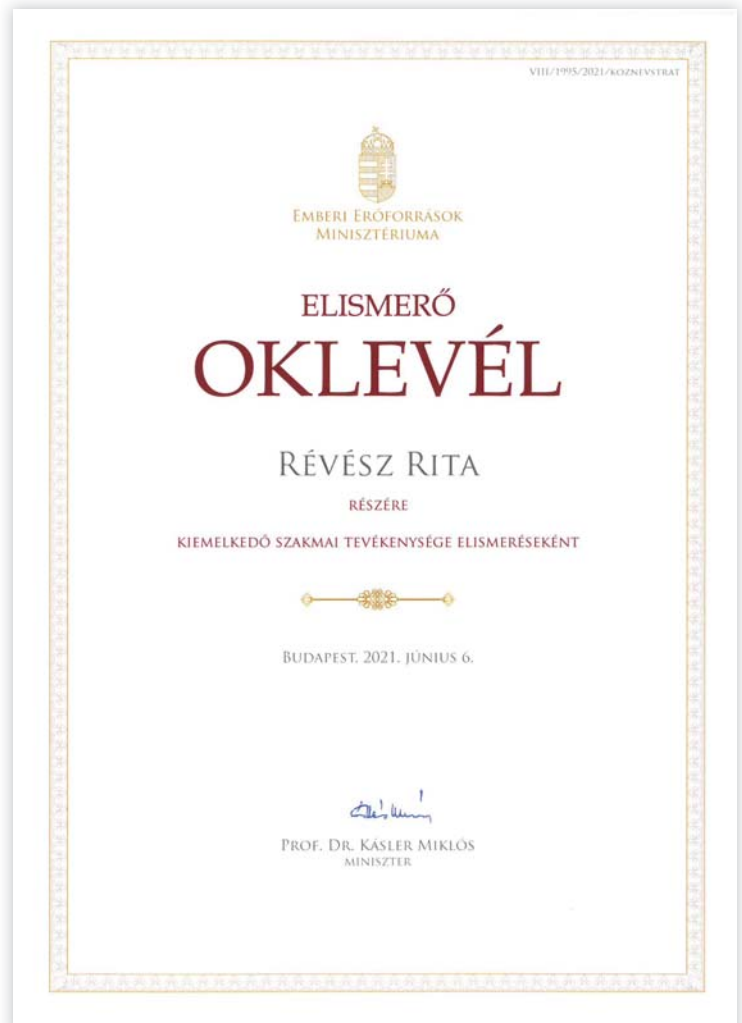 VIII/1995/2021/KOZNEVSTRAT
EMBERI ERŐFORRÁSOK
MINISZTÉRIUMA
ELISMERŐ
OKLEVÉL
RÉVÉSZ RITA
RÉSZÉRE
KIEMELKEDŐ SZAKMAI TEVÉKENYSÉGE ELISMERÉSEKÉNT
BUDAPEST, 2021. JÚNIUS 6.
PROF. DR. KÁSLER MIKLÓS
MINISZTER